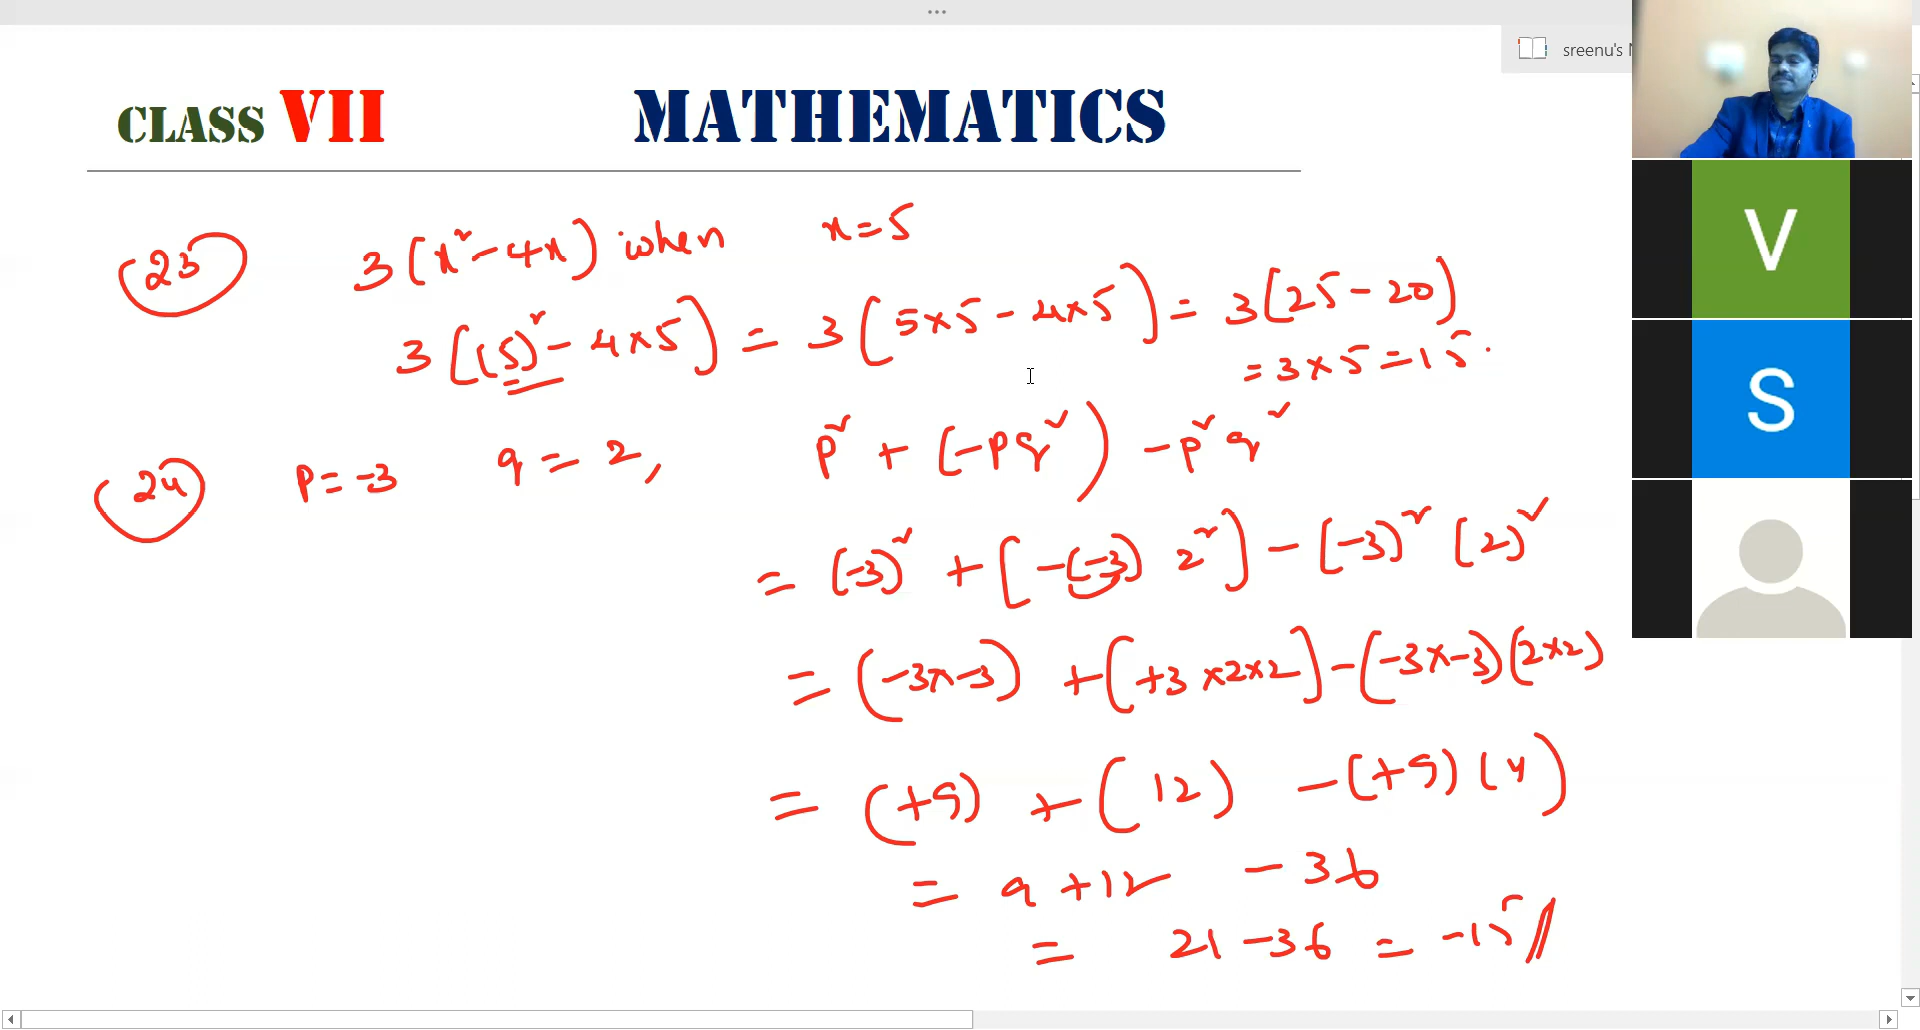 sreenu's
CLASS VII MATHEMATICS
23 3(x²-4x) when x=5
3[(5)²-4×5] = 3(5×5-4×5) = 3(25-20)
=3×5=15.
24 P=-3 q=2, p²+(-pq²)-p²q²
=(-3)²+[-(-3) 2²]-(-3)²(2)²
=(-3×-3)+(+3×2×2]-(-3×-3)(2×2)
=(+9)+(12)-(+9)(4)
=9+12-36
=21-36=-15//
V
S